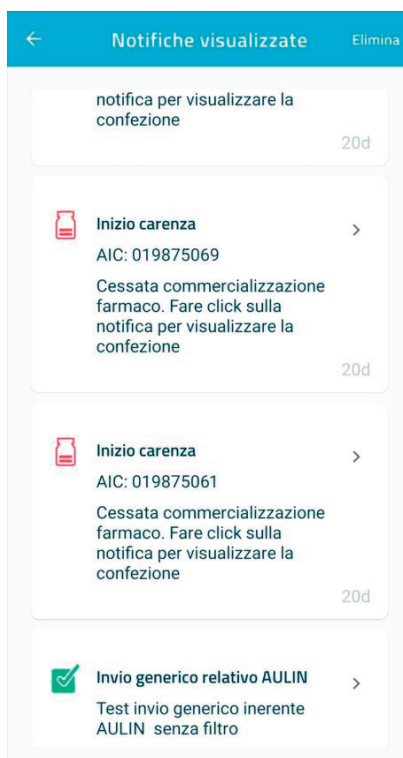 Notifiche visualizzate Elimina
notifica per visualizzare la
confezione
20d
Inizio carenza
AIC: 019875069
Cessata commercializzazione
farmaco. Fare click sulla
notifica per visualizzare la
confezione
20d
Inizio carenza
AIC: 019875061
Cessata commercializzazione
farmaco. Fare click sulla
notifica per visualizzare la
confezione
20d
Invio generico relativo AULIN
Test invio generico inerente
AULIN senza filtro